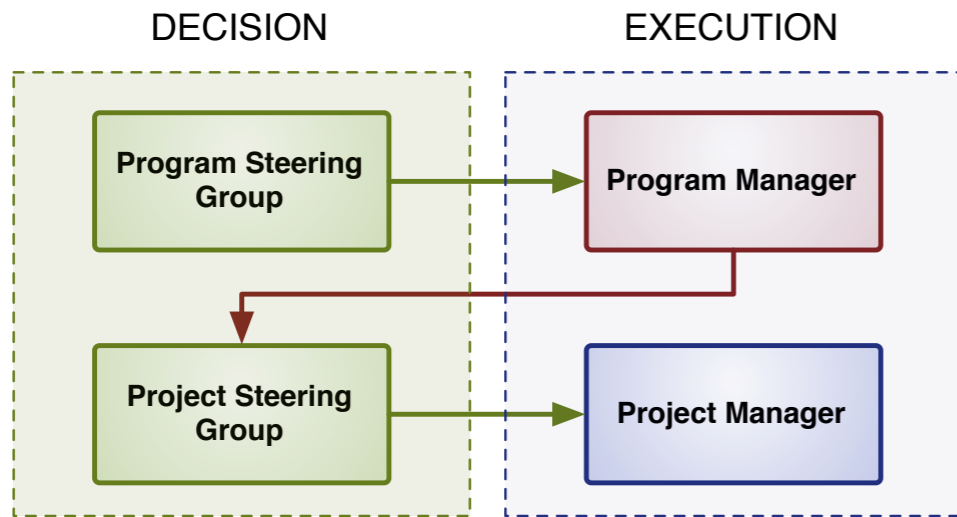 DECISION
EXECUTION
Program Steering
Group
Program Manager
Project Steering
Group
Project Manager